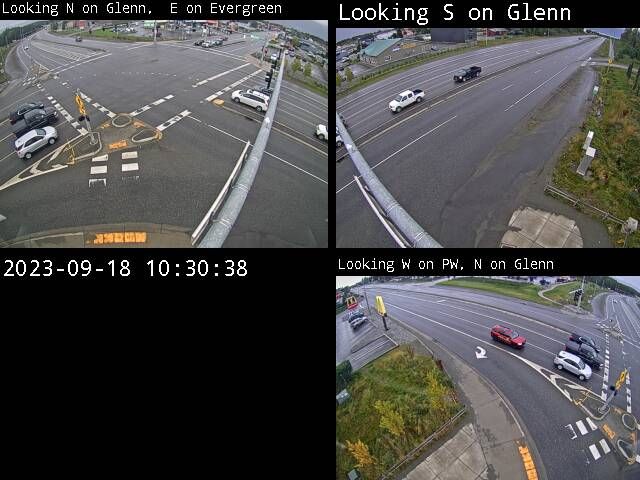 Looking N on Glenn, E on Evergreen
Looking S on Glenn
2023-09-18 10:30:38
Looking W on PW, N on Glenn